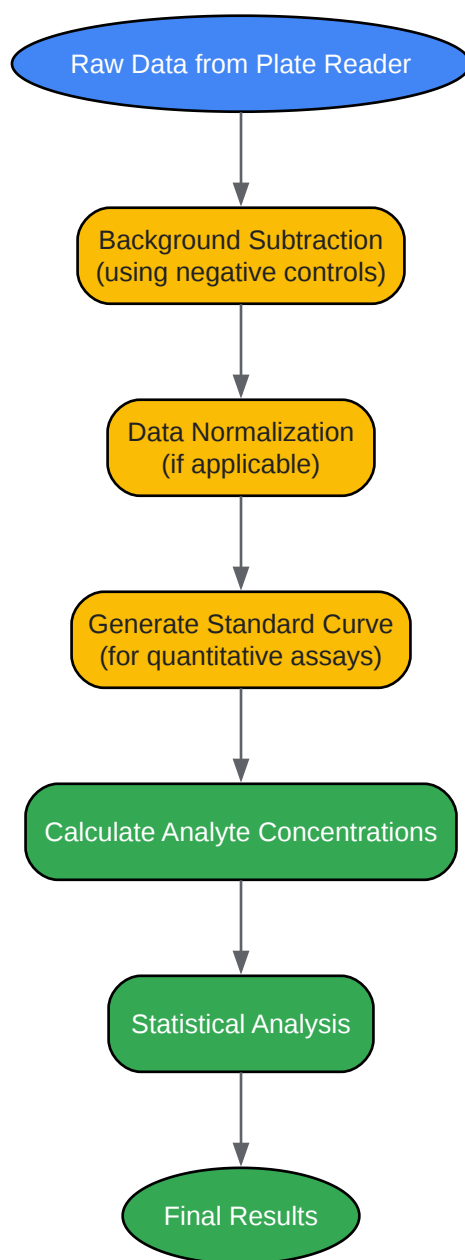 Raw Data from Plate Reader
Background Subtraction
(using negative controls)
Data Normalization
(if applicable)
Generate Standard Curve
(for quantitative assays)
Calculate Analyte Concentrations
Statistical Analysis
Final Results